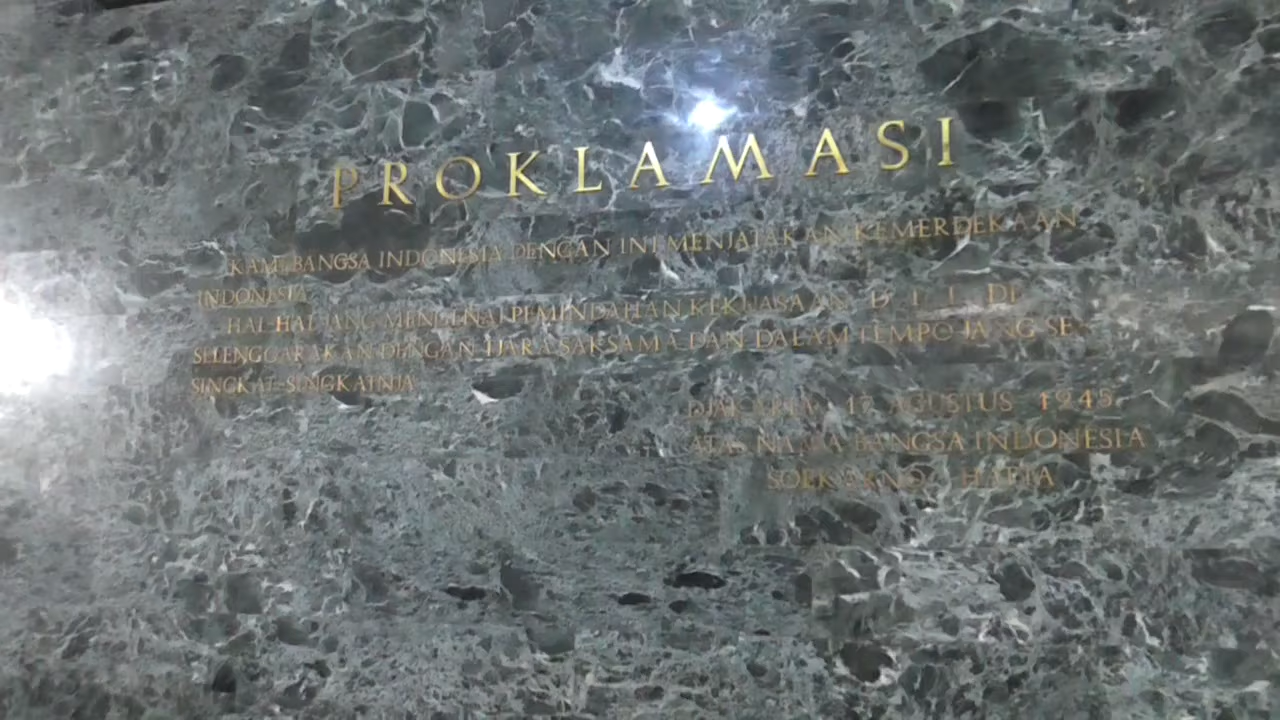 PROKLAMASI
KAMI BANGSA INDONESIA DENGAN INI MENJATAKAN KEMERDEKAAN
INDONESIA
HAL-HAL JANG MENGENAI PEMINDAHAN KEKUASAAN D.L.L. DI-
SELENGGARAKAN DENGAN TJARA SAKSAMA DAN DALAM TEMPO JANG SE-
SINGKAT-SINGKATNJA
DJAKARTA, 17 AGUSTUS 1945
ATAS NAMA BANGSA INDONESIA
SOEKARNO - HATTA